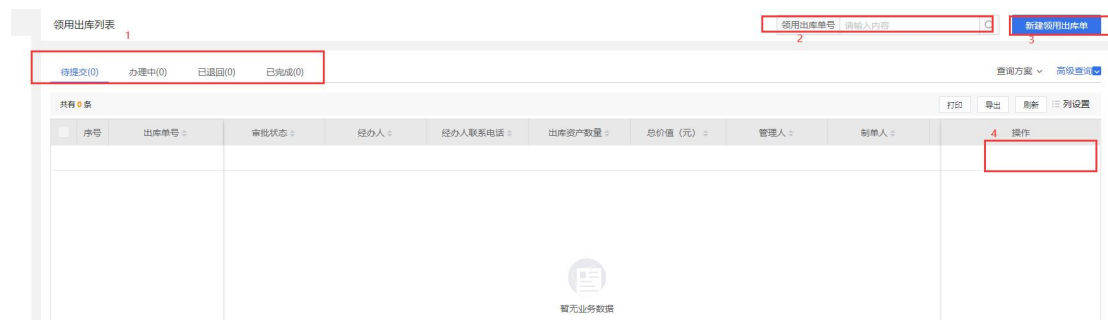 领用出库列表
1
领用出库单号 请输入内容
2
新建领用出库单
3
待提交(0) 办理中(0) 已退回(0) 已完成(0)
查询方案 高级查询
共有 0 条
打印 导出 刷新 列设置
序号 出库单号 审批状态 经办人 经办人联系电话 出库资产数量 总价值（元） 管理人 制单人 4 操作
暂无业务数据